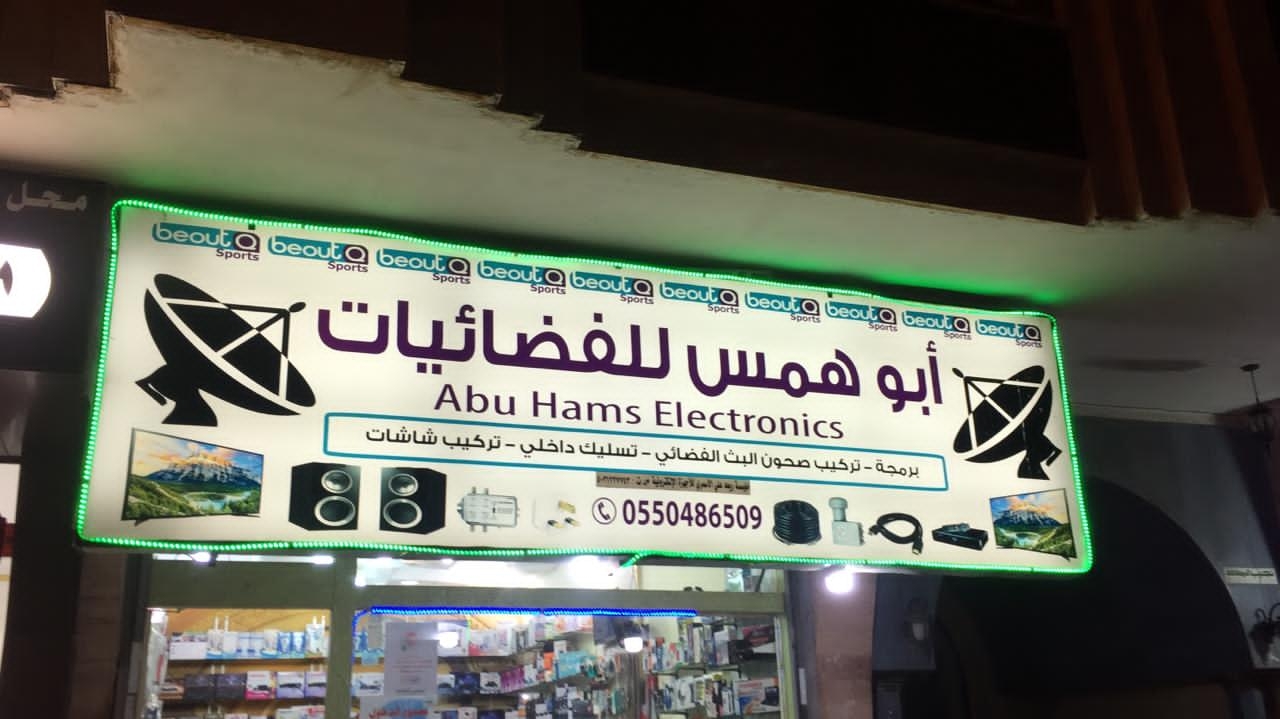 محل
beoutQ Sports beoutQ Sports beoutQ Sports beoutQ Sports beoutQ Sports beoutQ Sports beoutQ Sports beoutQ Sports beoutQ Sports beoutQ Sports
أبو همس للفضائيات
Abu Hams Electronics
برمجة - تركيب صحون البث الفضائي - تسليك داخلي - تركيب شاشات
0550486509